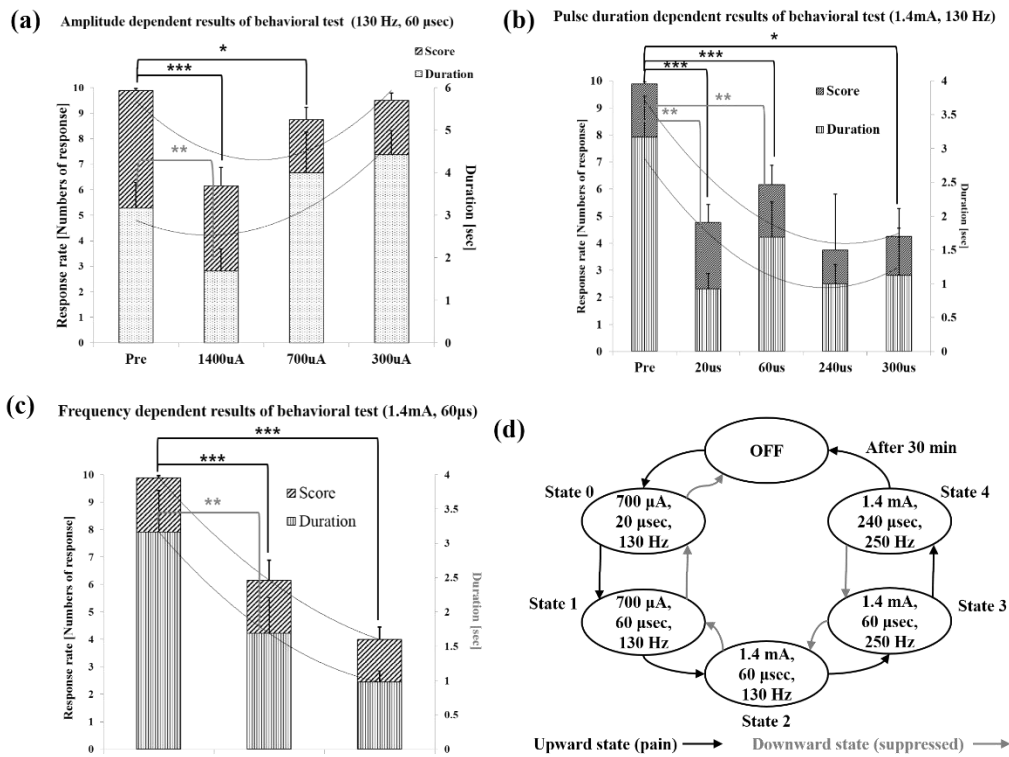 (a)
Amplitude dependent results of behavioral test (130 Hz, 60 μsec)
Score
Duration
*
***
**
Response rate [Numbers of response]
10
9
8
7
6
5
4
3
2
1
0
6
5
4
3
2
1
0
Duration
[sec]
Pre
1400uA
700uA
300uA
(b)
Pulse duration dependent results of behavioral test (1.4mA, 130 Hz)
*
***
***
**
**
Score
Duration
Response rate [Numbers of response]
10
9
8
7
6
5
4
3
2
1
0
4
3.5
3
2.5
2
1.5
1
0.5
0
Duration
[sec]
Pre
20us
60us
240us
300us
(c)
Frequency dependent results of behavioral test (1.4mA, 60μs)
***
***
**
Score
Duration
Response rate [Numbers of response]
10
9
8
7
6
5
4
3
2
1
0
4
3.5
3
2.5
2
1.5
1
0.5
0
Duration
[sec]
(d)
OFF
After 30 min
State 0
700 μA,
20 μsec,
130 Hz
State 4
1.4 mA,
240 μsec,
250 Hz
State 1
700 μA,
60 μsec,
130 Hz
State 3
1.4 mA,
60 μsec,
250 Hz
1.4 mA,
60 μsec,
130 Hz
State 2
Upward state (pain)
Downward state (suppressed)